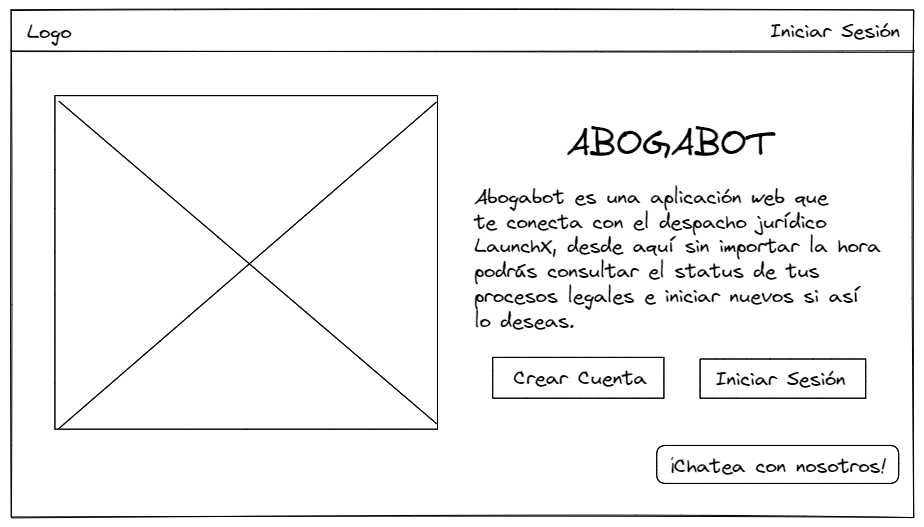 Logo
Iniciar Sesión
ABOGABOT
Abogabot es una aplicación web que
te conecta con el despacho jurídico
LaunchX, desde aquí sin importar la hora
podrás consultar el status de tus
procesos legales e iniciar nuevos si así
lo deseas.
Crear Cuenta
Iniciar Sesión
¡Chatea con nosotros!